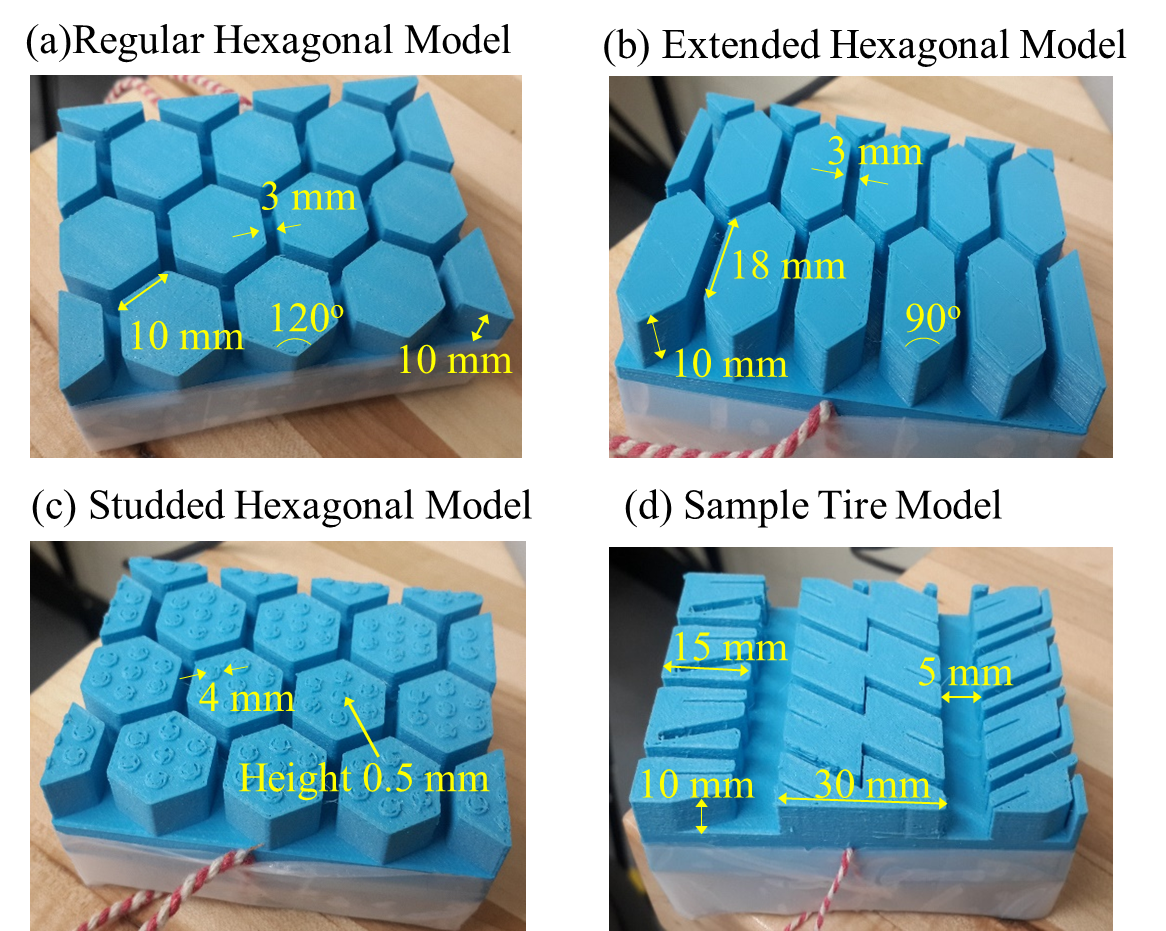 (a)Regular Hexagonal Model
(b) Extended Hexagonal Model
3 mm
10 mm
120º
10 mm
3 mm
18 mm
90º
10 mm
(c) Studded Hexagonal Model
(d) Sample Tire Model
4 mm
Height 0.5 mm
15 mm
5 mm
10 mm
30 mm